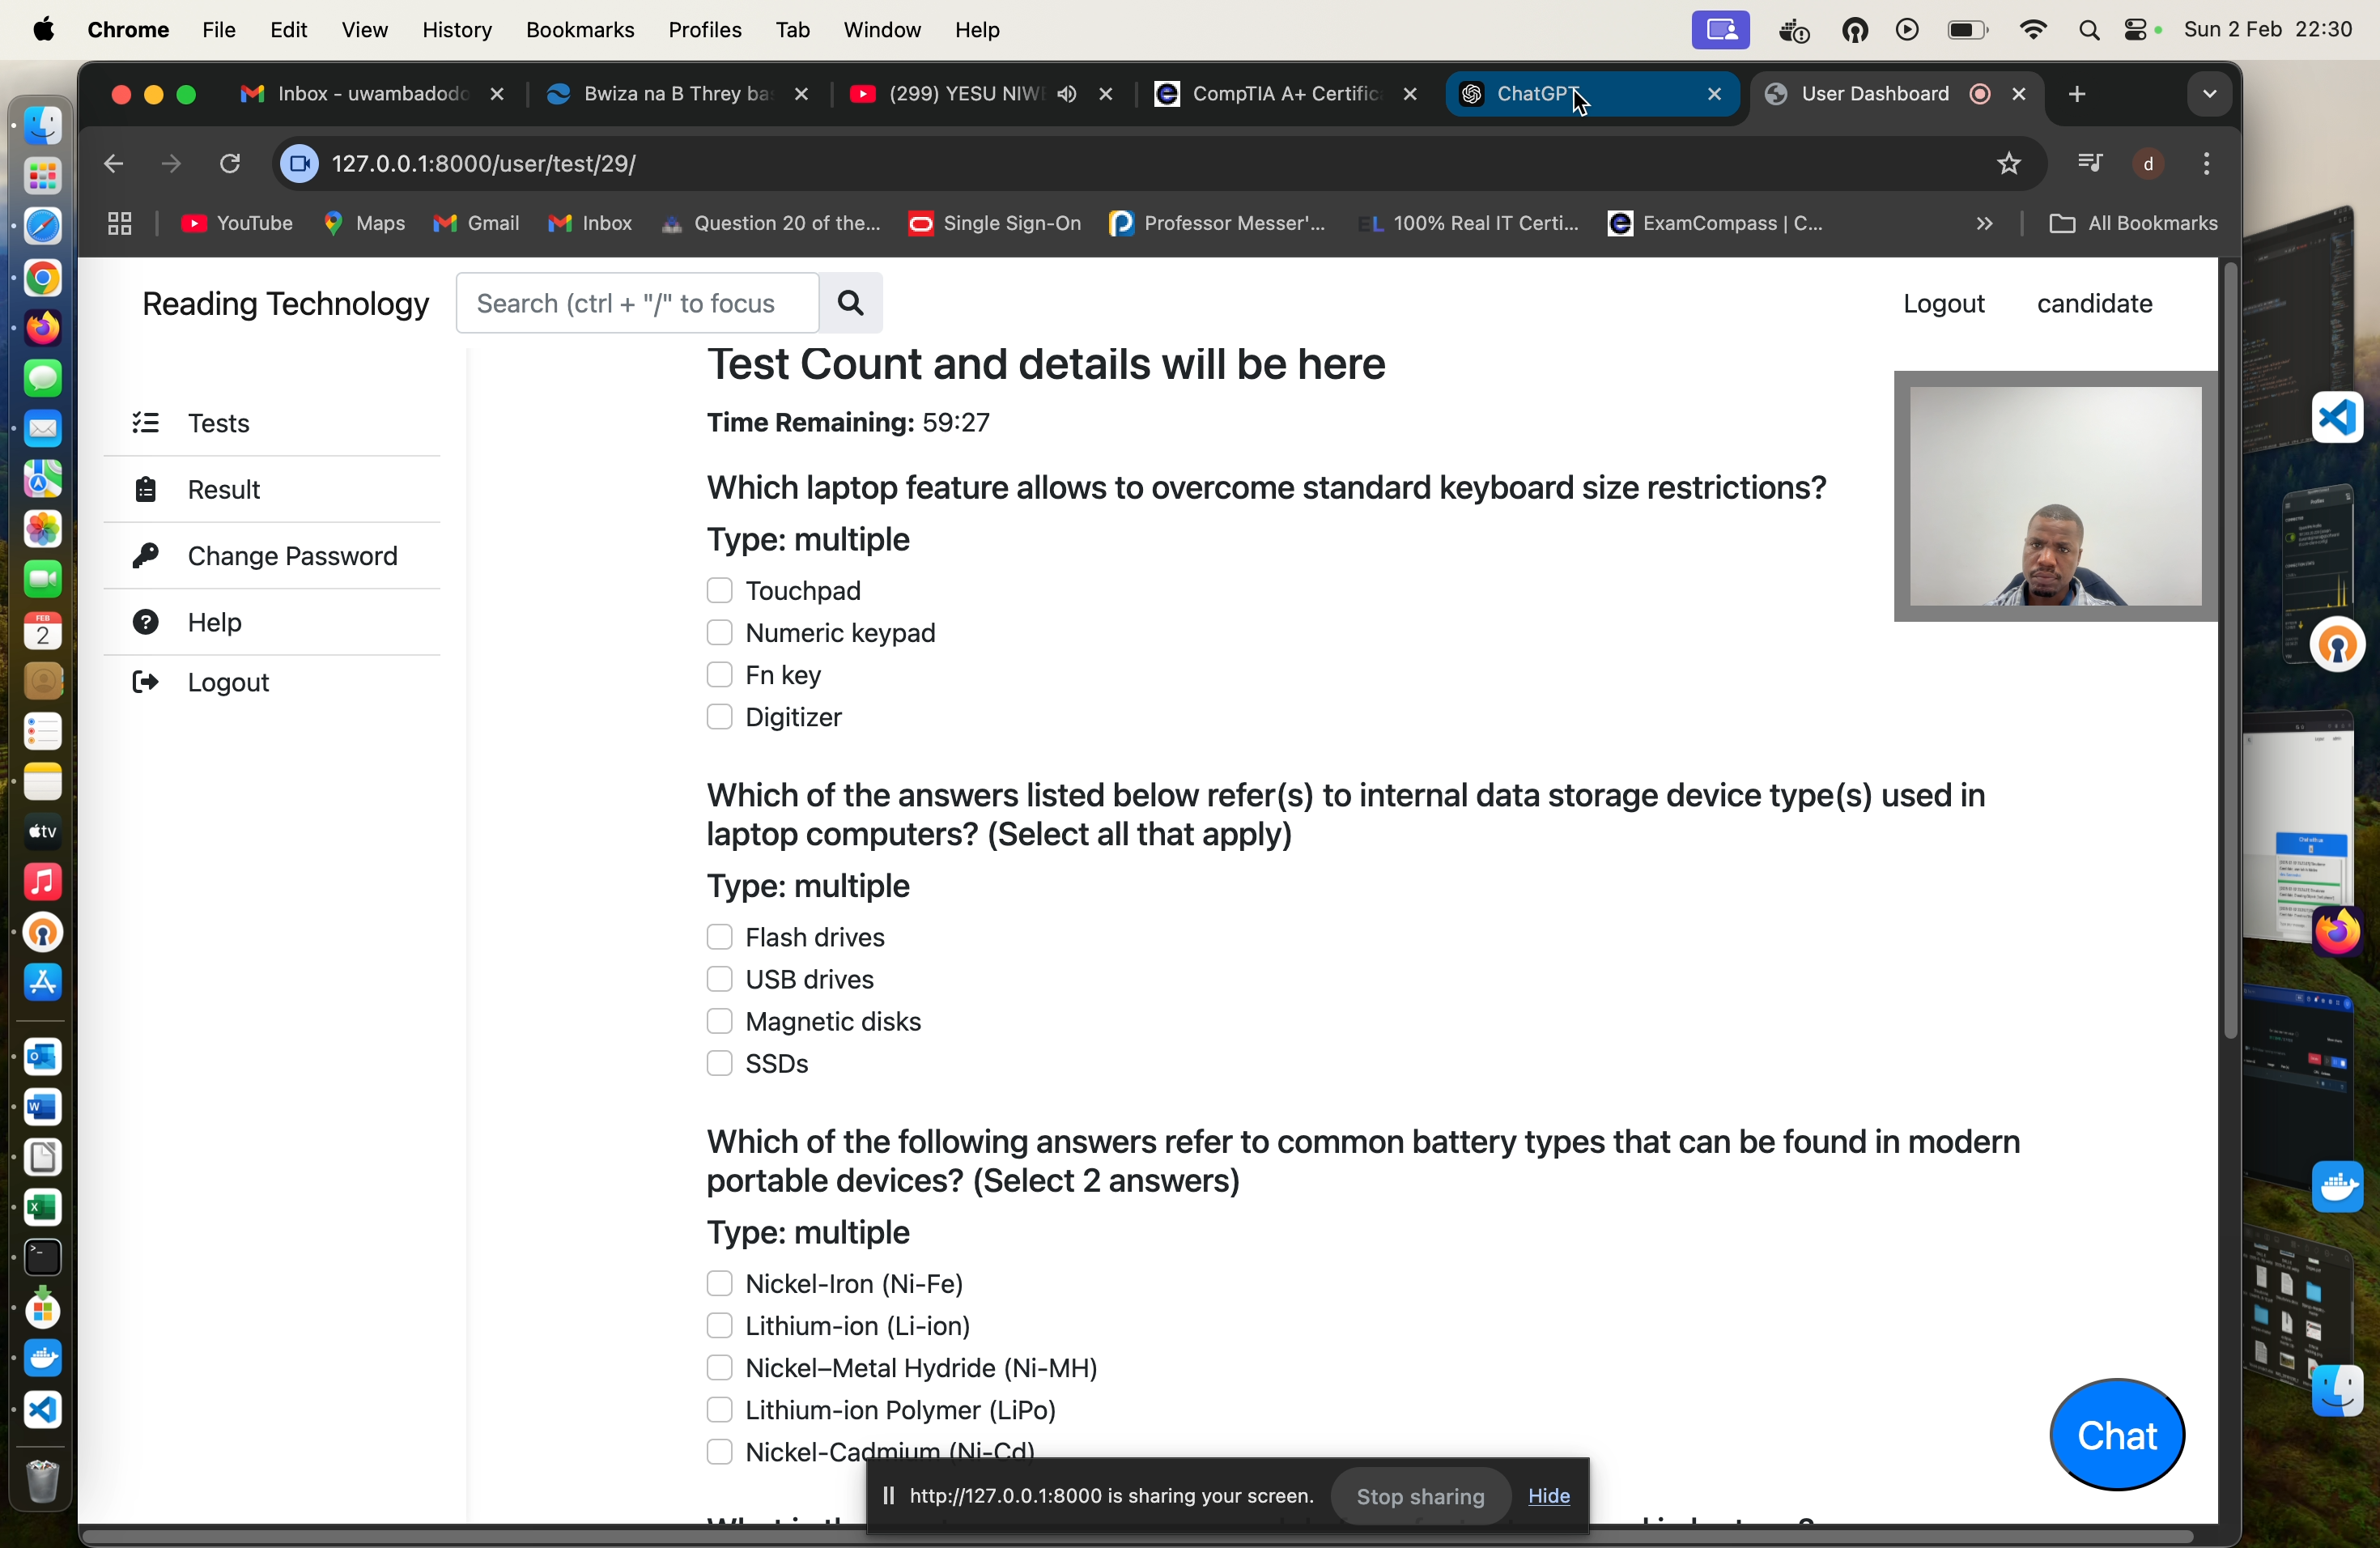 Chrome File Edit View History Bookmarks Profiles Tab Window Help Sun 2 Feb 22:30
Inbox - uwambadodo Bwiza na B Threy ba (299) YESU NIW CompTIA A+ Certific ChatGPT User Dashboard
127.0.0.1:8000/user/test/29/ d
YouTube Maps Gmail Inbox Question 20 of the... Single Sign-On Professor Messer'... EL 100% Real IT Certi... ExamCompass | C... All Bookmarks
Reading Technology Search (ctrl + "/" to focus Logout candidate
Tests
Result
Change Password
Help
Logout
Test Count and details will be here
Time Remaining: 59:27
Which laptop feature allows to overcome standard keyboard size restrictions?
Type: multiple
Touchpad
Numeric keypad
Fn key
Digitizer
Which of the answers listed below refer(s) to internal data storage device type(s) used in
laptop computers? (Select all that apply)
Type: multiple
Flash drives
USB drives
Magnetic disks
SSDs
Which of the following answers refer to common battery types that can be found in modern
portable devices? (Select 2 answers)
Type: multiple
Nickel-Iron (Ni-Fe)
Lithium-ion (Li-ion)
Nickel–Metal Hydride (Ni-MH)
Lithium-ion Polymer (LiPo)
Nickel-Cadmium (Ni-Cd)
Chat
http://127.0.0.1:8000 is sharing your screen. Stop sharing Hide
FEB
2
tv